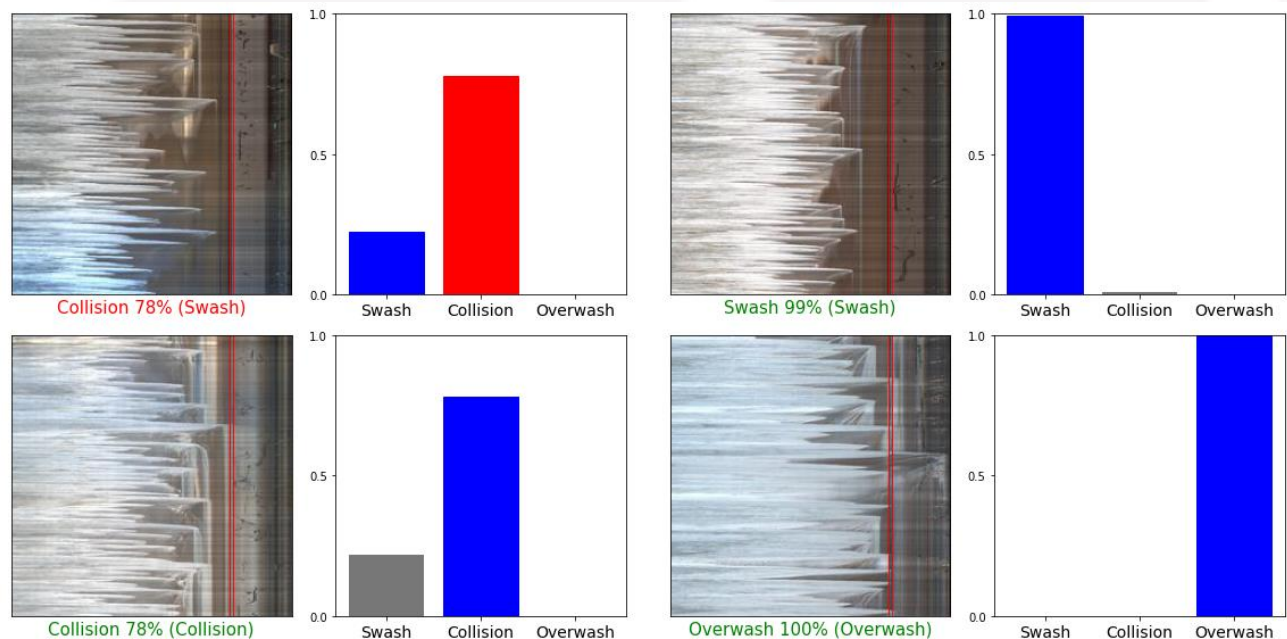 1.0
0.5
0.0
Swash Collision Overwash
Collision 78% (Swash)
1.0
0.5
0.0
Swash Collision Overwash
Swash 99% (Swash)
1.0
0.5
0.0
Swash Collision Overwash
Collision 78% (Collision)
1.0
0.5
0.0
Swash Collision Overwash
Overwash 100% (Overwash)